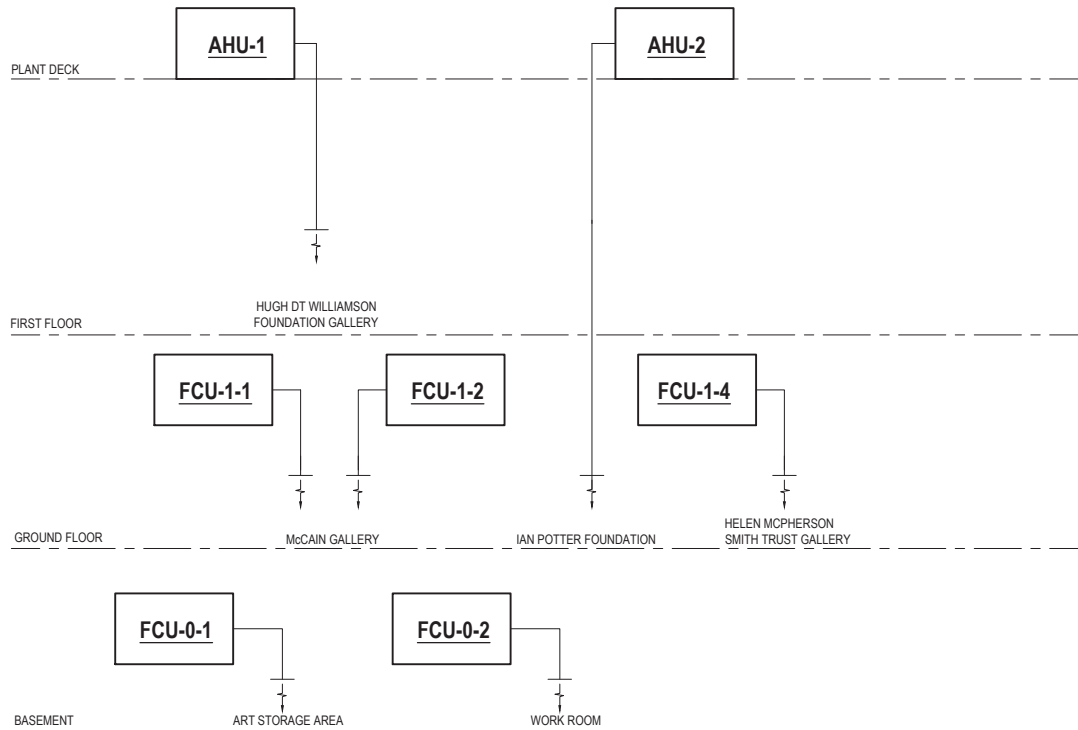 AHU-1
AHU-2
PLANT DECK
HUGH DT WILLIAMSON
FOUNDATION GALLERY
FIRST FLOOR
FCU-1-1
FCU-1-2
FCU-1-4
HELEN MCPHERSON
SMITH TRUST GALLERY
GROUND FLOOR
McCAIN GALLERY
IAN POTTER FOUNDATION
FCU-0-1
FCU-0-2
BASEMENT
ART STORAGE AREA
WORK ROOM